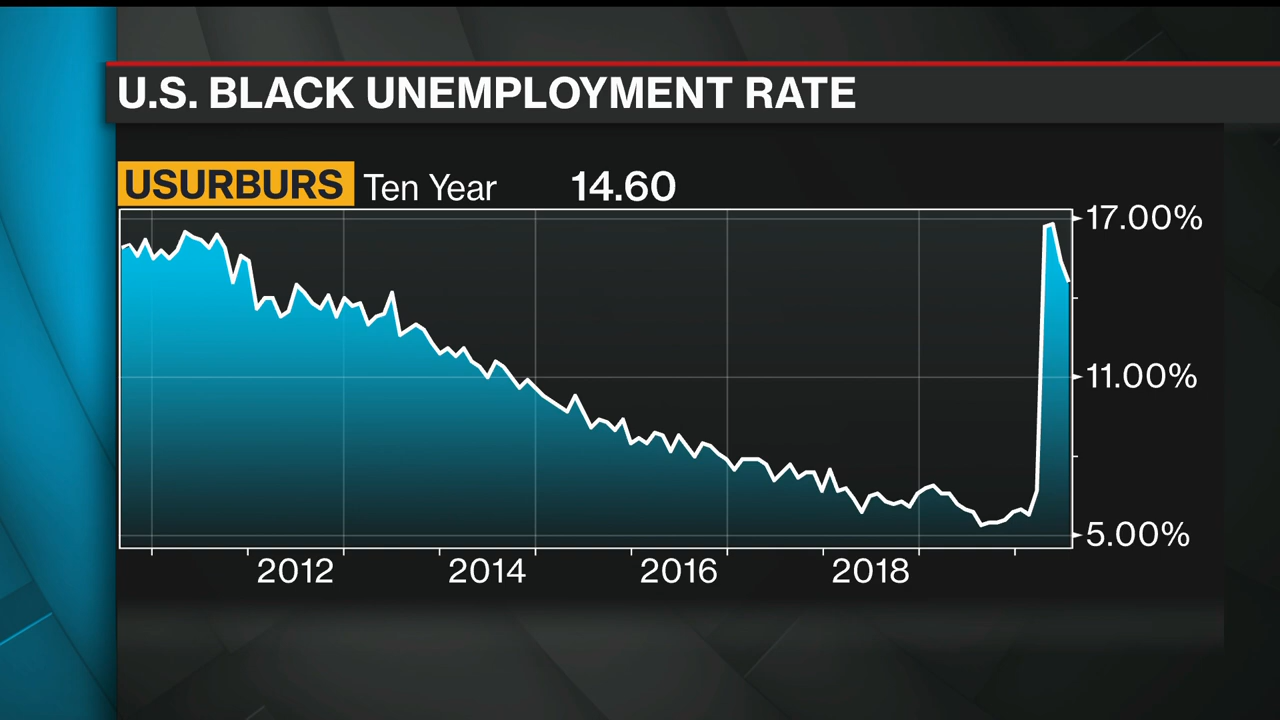 U.S. BLACK UNEMPLOYMENT RATE
USURBURS Ten Year 14.60
17.00%
11.00%
5.00%
2012 2014 2016 2018